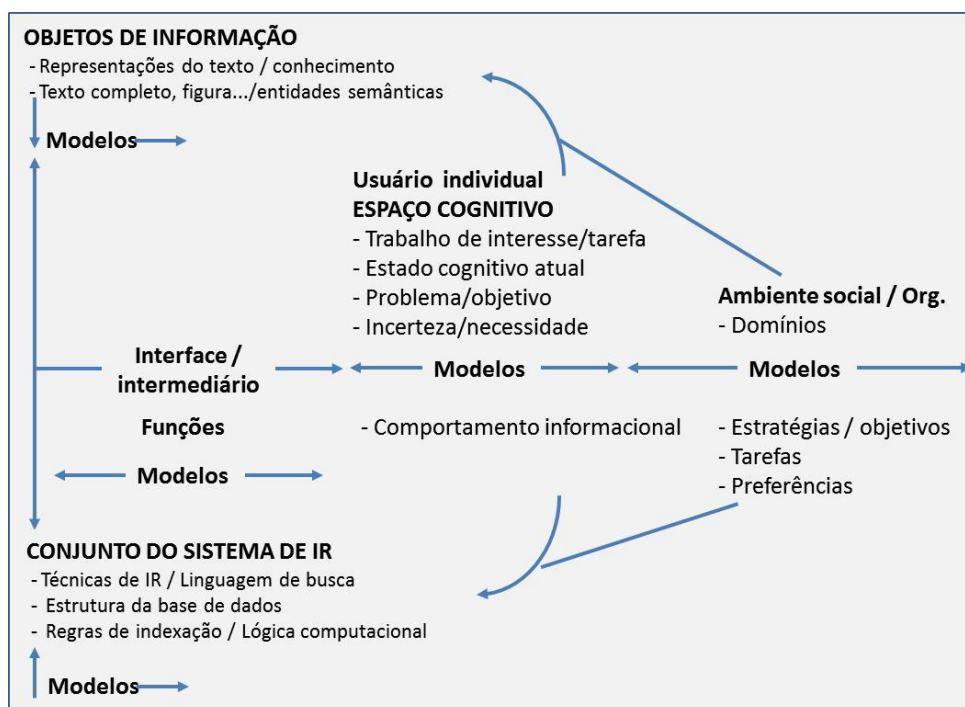 OBJETOS DE INFORMAÇÃO
- Representações do texto / conhecimento
- Texto completo, figura.../entidades semânticas
Modelos
Usuário individual
ESPAÇO COGNITIVO
- Trabalho de interesse/tarefa
- Estado cognitivo atual
- Problema/objetivo
- Incerteza/necessidade
Ambiente social / Org.
- Domínios
Interface /
intermediário
Modelos
Modelos
Funções
- Comportamento informacional
- Estratégias / objetivos
- Tarefas
- Preferências
Modelos
CONJUNTO DO SISTEMA DE IR
- Técnicas de IR / Linguagem de busca
- Estrutura da base de dados
- Regras de indexação / Lógica computacional
Modelos